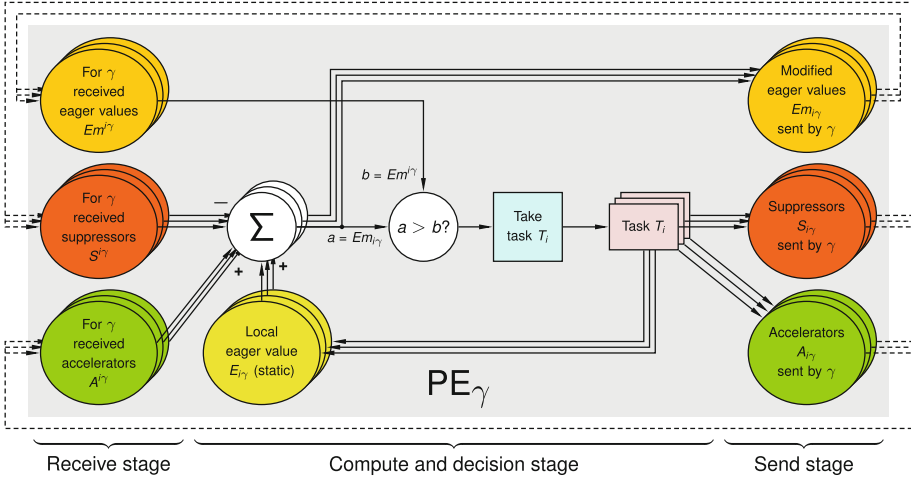 For γ
received
eager values
Em^{iγ}
Modified
eager values
Em_{iγ}
sent by γ
b = Em^{iγ}
For γ
received
suppressors
S^{iγ}
−
Σ
+
+
a = Em_{iγ}
a > b?
Take
task T_i
Task T_i
Suppressors
S_{iγ}
sent by γ
For γ
received
accelerators
A^{iγ}
Local
eager value
E_{iγ} (static)
Accelerators
A_{iγ}
sent by γ
PE_γ
Receive stage
Compute and decision stage
Send stage